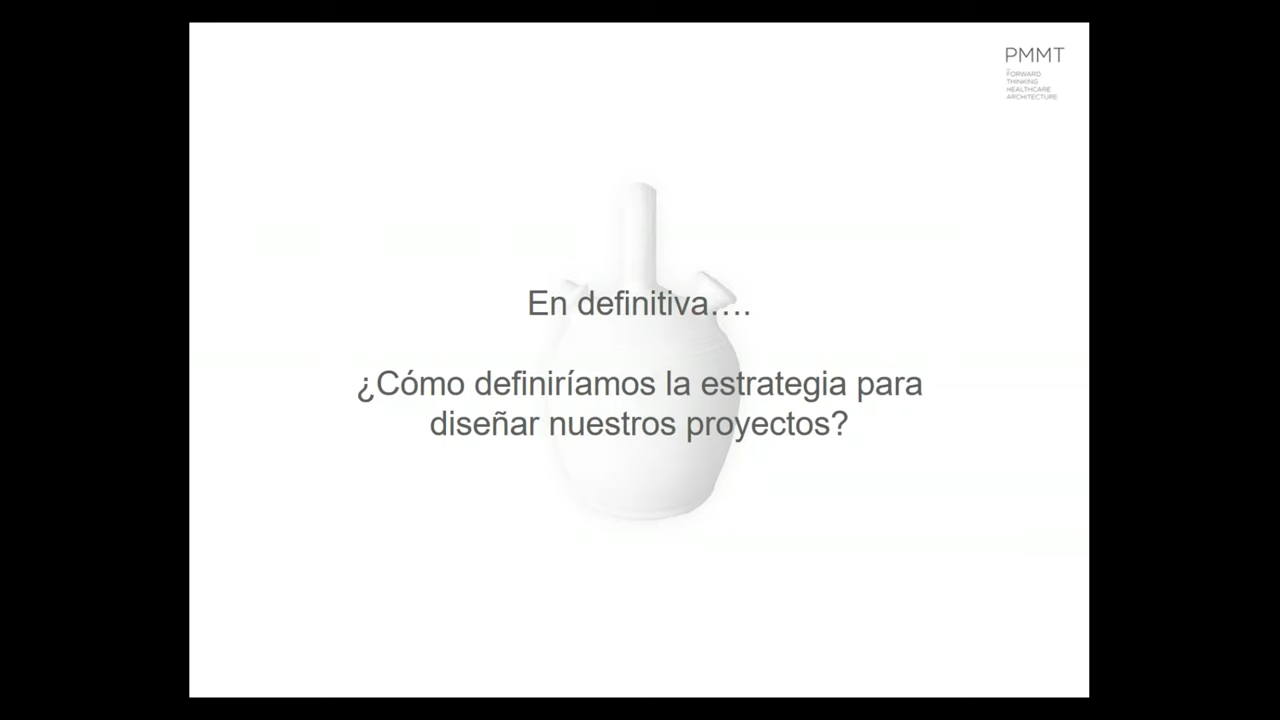 PMMT
FORWARD
THINKING
HEALTHCARE
ARCHITECTURE
En definitiva….
¿Cómo definiríamos la estrategia para
diseñar nuestros proyectos?